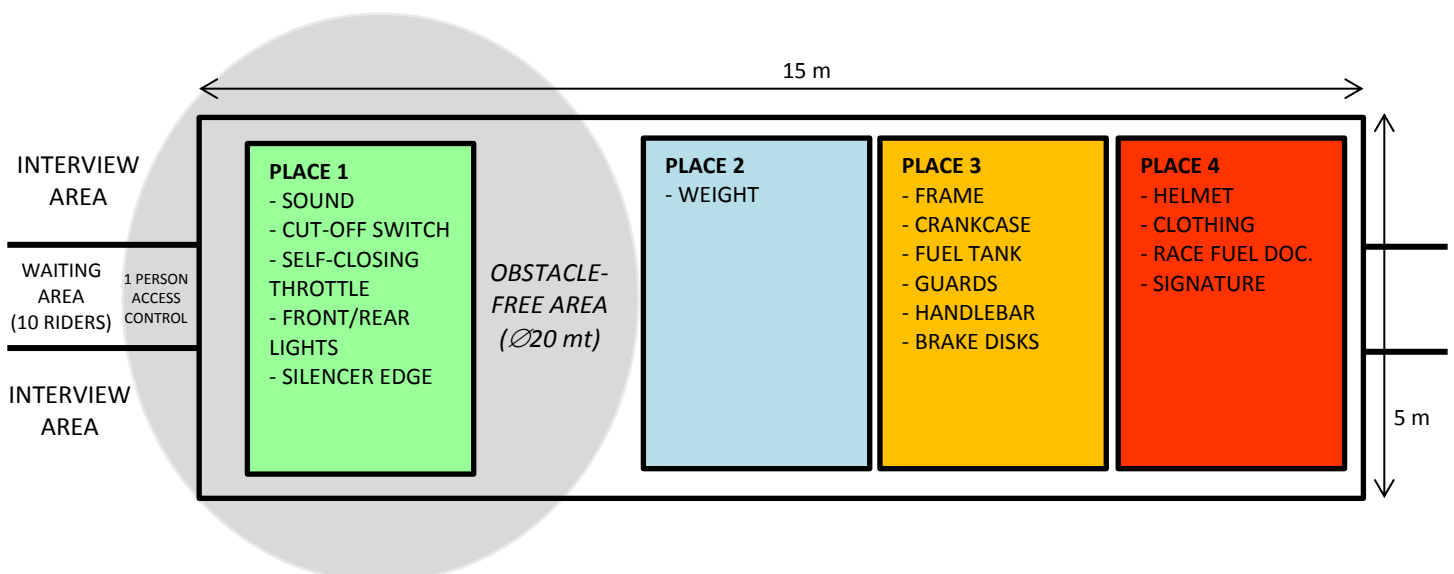 15 m
INTERVIEW
AREA
WAITING
AREA
(10 RIDERS)
1 PERSON
ACCESS
CONTROL
INTERVIEW
AREA
PLACE 1
- SOUND
- CUT-OFF SWITCH
- SELF-CLOSING
THROTTLE
- FRONT/REAR
LIGHTS
- SILENCER EDGE
OBSTACLE-
FREE AREA
(∅20 mt)
PLACE 2
- WEIGHT
PLACE 3
- FRAME
- CRANKCASE
- FUEL TANK
- GUARDS
- HANDLEBAR
- BRAKE DISKS
PLACE 4
- HELMET
- CLOTHING
- RACE FUEL DOC.
- SIGNATURE
5 m